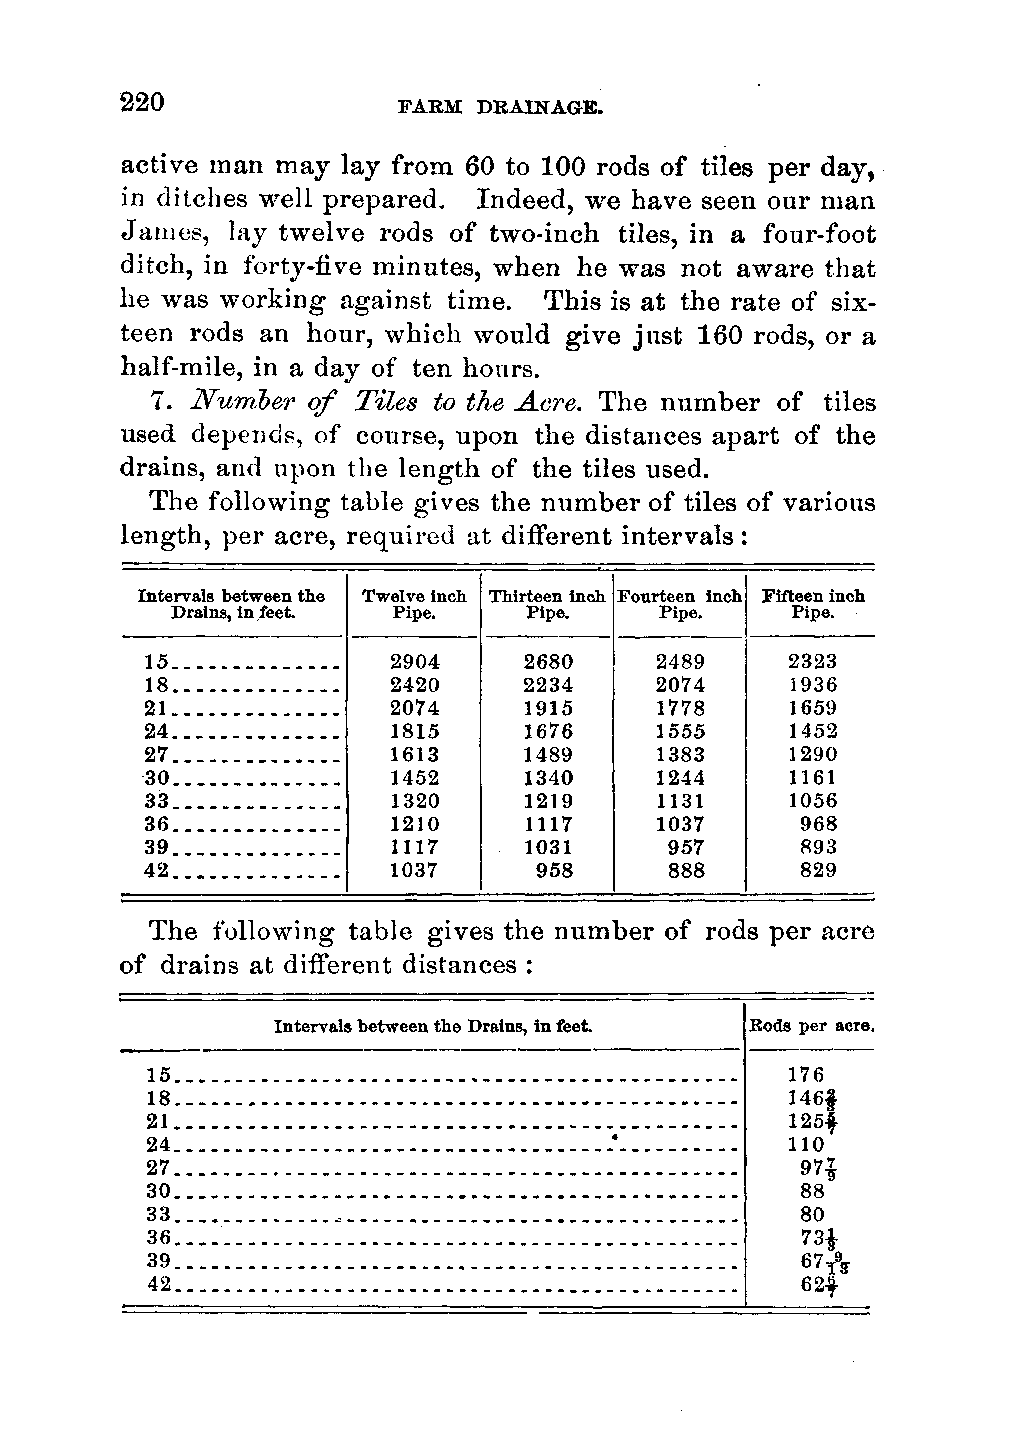 220 FARM DRAINAGE.
active man may lay from 60 to 100 rods of tiles per day,
in ditches well prepared. Indeed, we have seen our man
James, lay twelve rods of two-inch tiles, in a four-foot
ditch, in forty-five minutes, when he was not aware that
he was working against time. This is at the rate of six-
teen rods an hour, which would give just 160 rods, or a
half-mile, in a day of ten hours.
7. Number of Tiles to the Acre. The number of tiles
used depends, of course, upon the distances apart of the
drains, and upon the length of the tiles used.
The following table gives the number of tiles of various
length, per acre, required at different intervals:
Intervals between the Twelve inch Thirteen inch Fourteen inch Fifteen inch
Drains, in feet. Pipe. Pipe. Pipe. Pipe.
15 2904 2680 2489 2323
18 2420 2234 2074 1936
21 2074 1915 1778 1659
24 1815 1676 1555 1452
27 1613 1489 1383 1290
30 1452 1340 1244 1161
33 1320 1219 1131 1056
36 1210 1117 1037 968
39 1117 1031 957 893
42 1037 958 888 829
The following table gives the number of rods per acre
of drains at different distances:
Intervals between the Drains, in feet. Rods per acre.
15 176
18 146⅔
21 125 5/7
24 110
27 97 7/9
30 88
33 80
36 73⅓
39 67 9/13
42 62 6/7